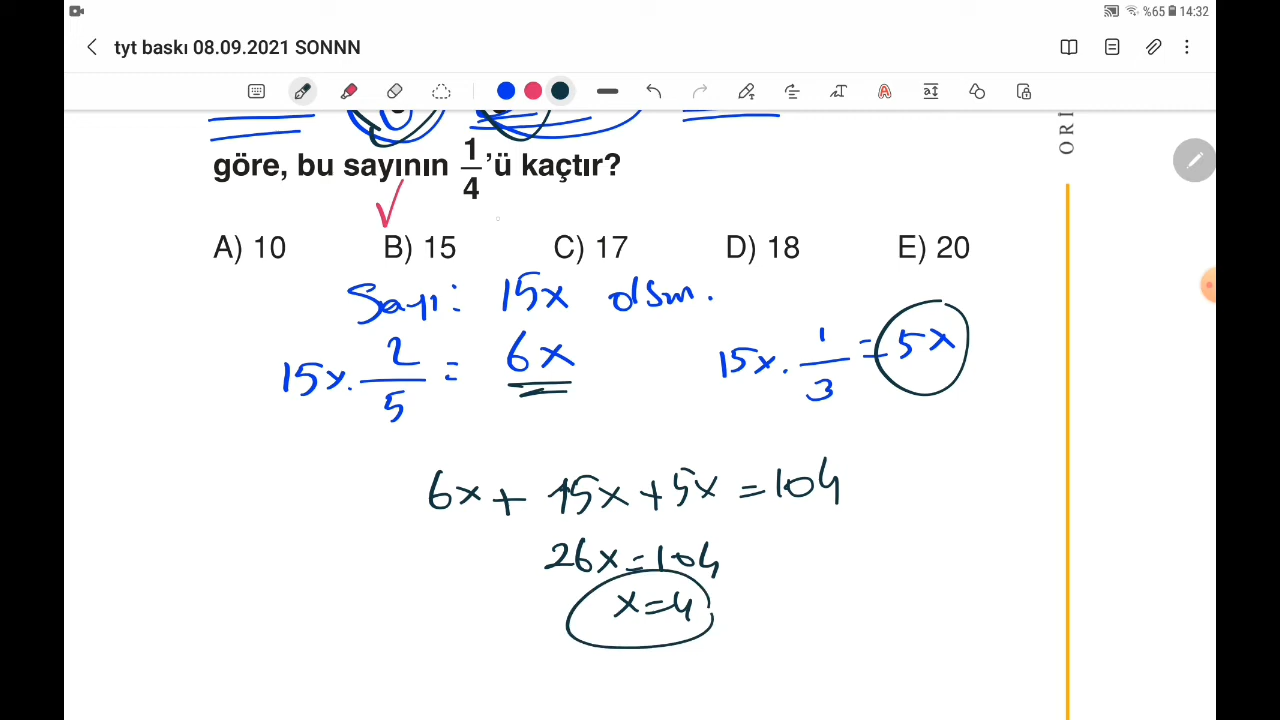 %65 14:32
tyt baskı 08.09.2021 SONNN
ORİ
göre, bu sayının 1/4 'ü kaçtır?
A) 10 B) 15 C) 17 D) 18 E) 20
Sayı: 15x olsun.
15x · 2/5 = 6x
15x · 1/3 = 5x
6x + 15x + 5x = 104
26x = 104
x = 4